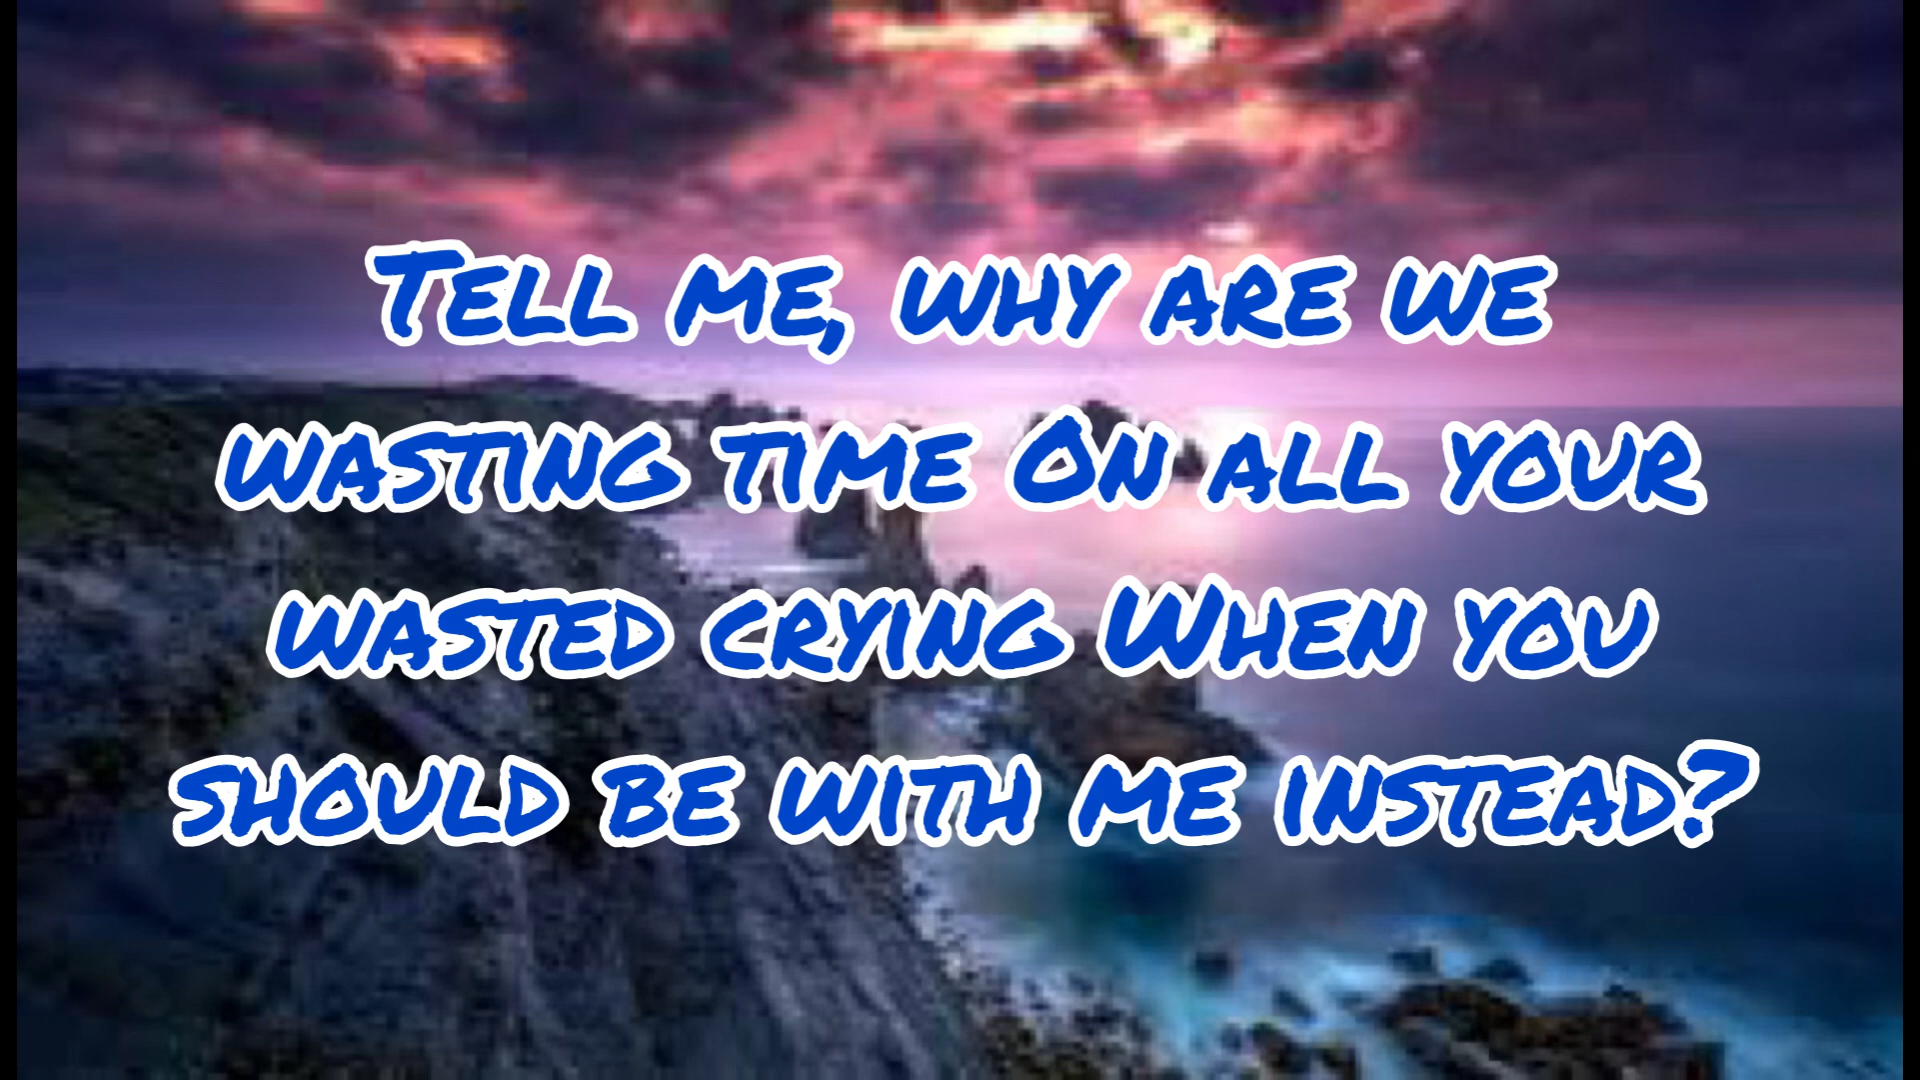 Tell me, why are we
wasting time On all your
wasted crying When you
should be with me instead?